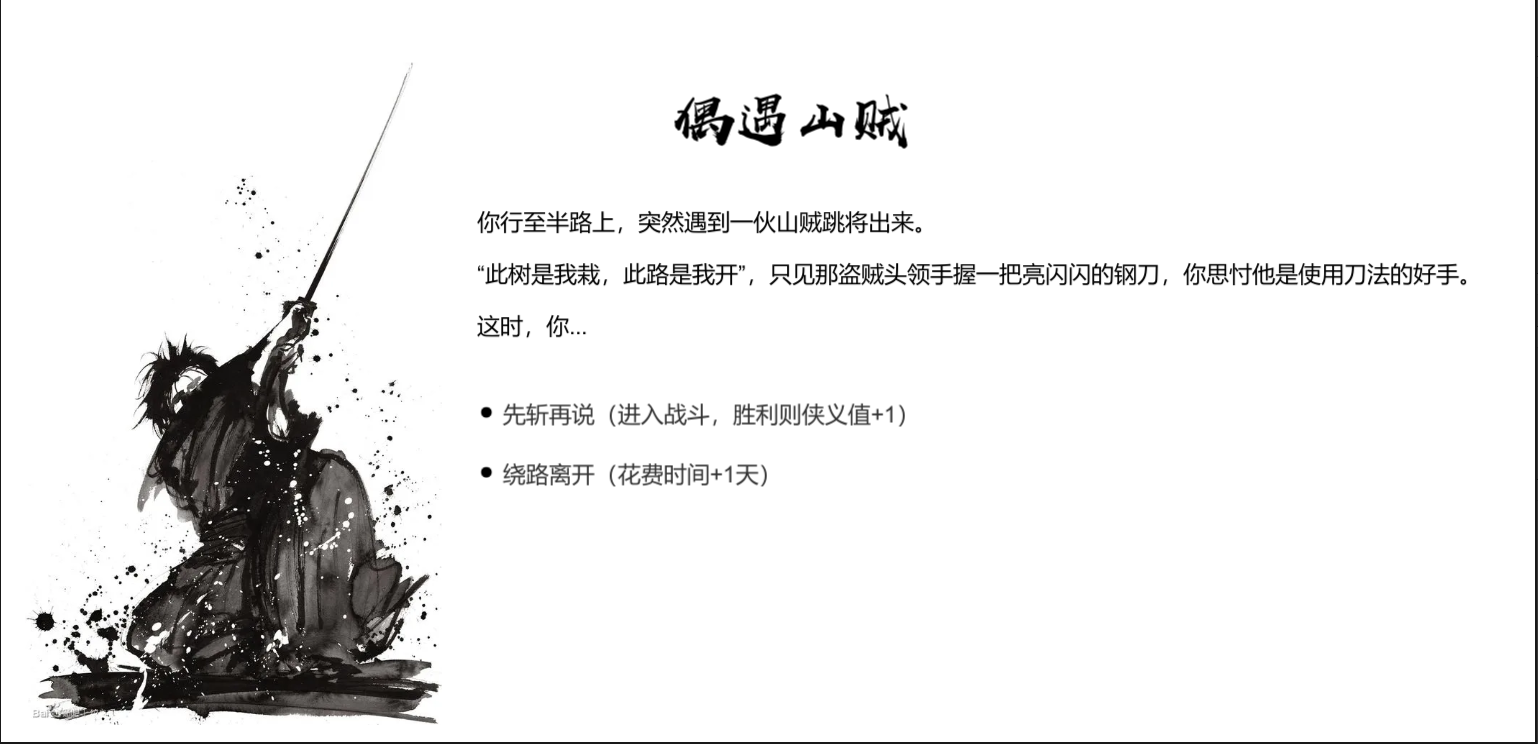 偶遇山贼
你行至半路上，突然遇到一伙山贼跳将出来。
“此树是我栽，此路是我开”，只见那盗贼头领手握一把亮闪闪的钢刀，你思忖他是使用刀法的好手。
这时，你...
● 先斩再说（进入战斗，胜利则侠义值+1）
● 绕路离开（花费时间+1天）